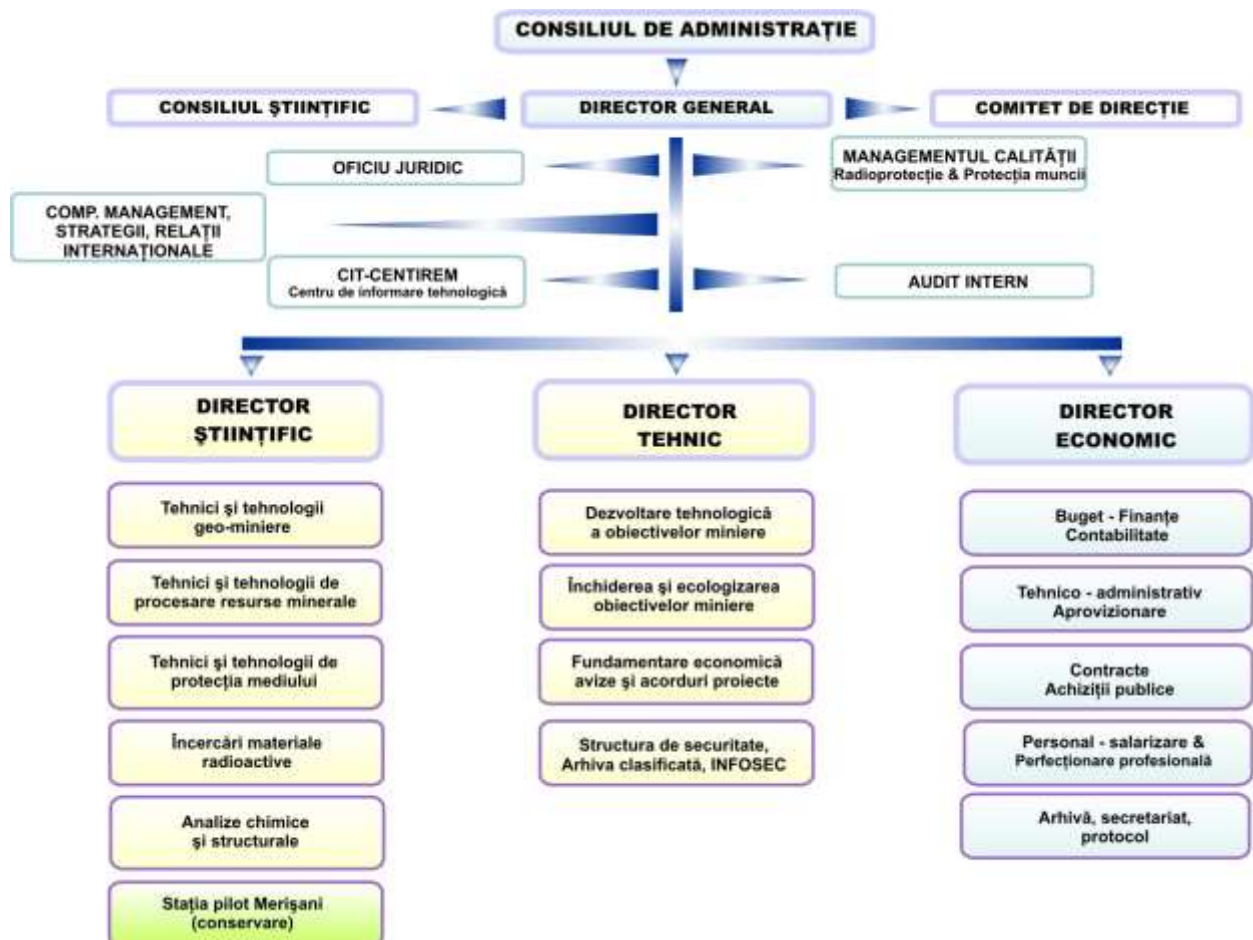 CONSILIUL DE ADMINISTRAȚIE
CONSILIUL ŞTIINȚIFIC
DIRECTOR GENERAL
COMITET DE DIRECȚIE
OFICIU JURIDIC
MANAGEMENTUL CALITĂȚII
Radioprotecție & Protecția muncii
COMP. MANAGEMENT,
STRATEGII, RELAȚII
INTERNAȚIONALE
CIT-CENTIREM
Centru de informare tehnologică
AUDIT INTERN
DIRECTOR
ŞTIINȚIFIC
Tehnici şi tehnologii
geo-miniere
Tehnici şi tehnologii de
procesare resurse minerale
Tehnici şi tehnologii de
protecția mediului
Încercări materiale
radioactive
Analize chimice
şi structurale
Stația pilot Merişani
(conservare)
DIRECTOR
TEHNIC
Dezvoltare tehnologică
a obiectivelor miniere
Închiderea şi ecologizarea
obiectivelor miniere
Fundamentare economică
avize şi acorduri proiecte
Structura de securitate,
Arhiva clasificată, INFOSEC
DIRECTOR
ECONOMIC
Buget - Finanțe
Contabilitate
Tehnico - administrativ
Aprovizionare
Contracte
Achiziții publice
Personal - salarizare &
Perfecționare profesională
Arhivă, secretariat,
protocol